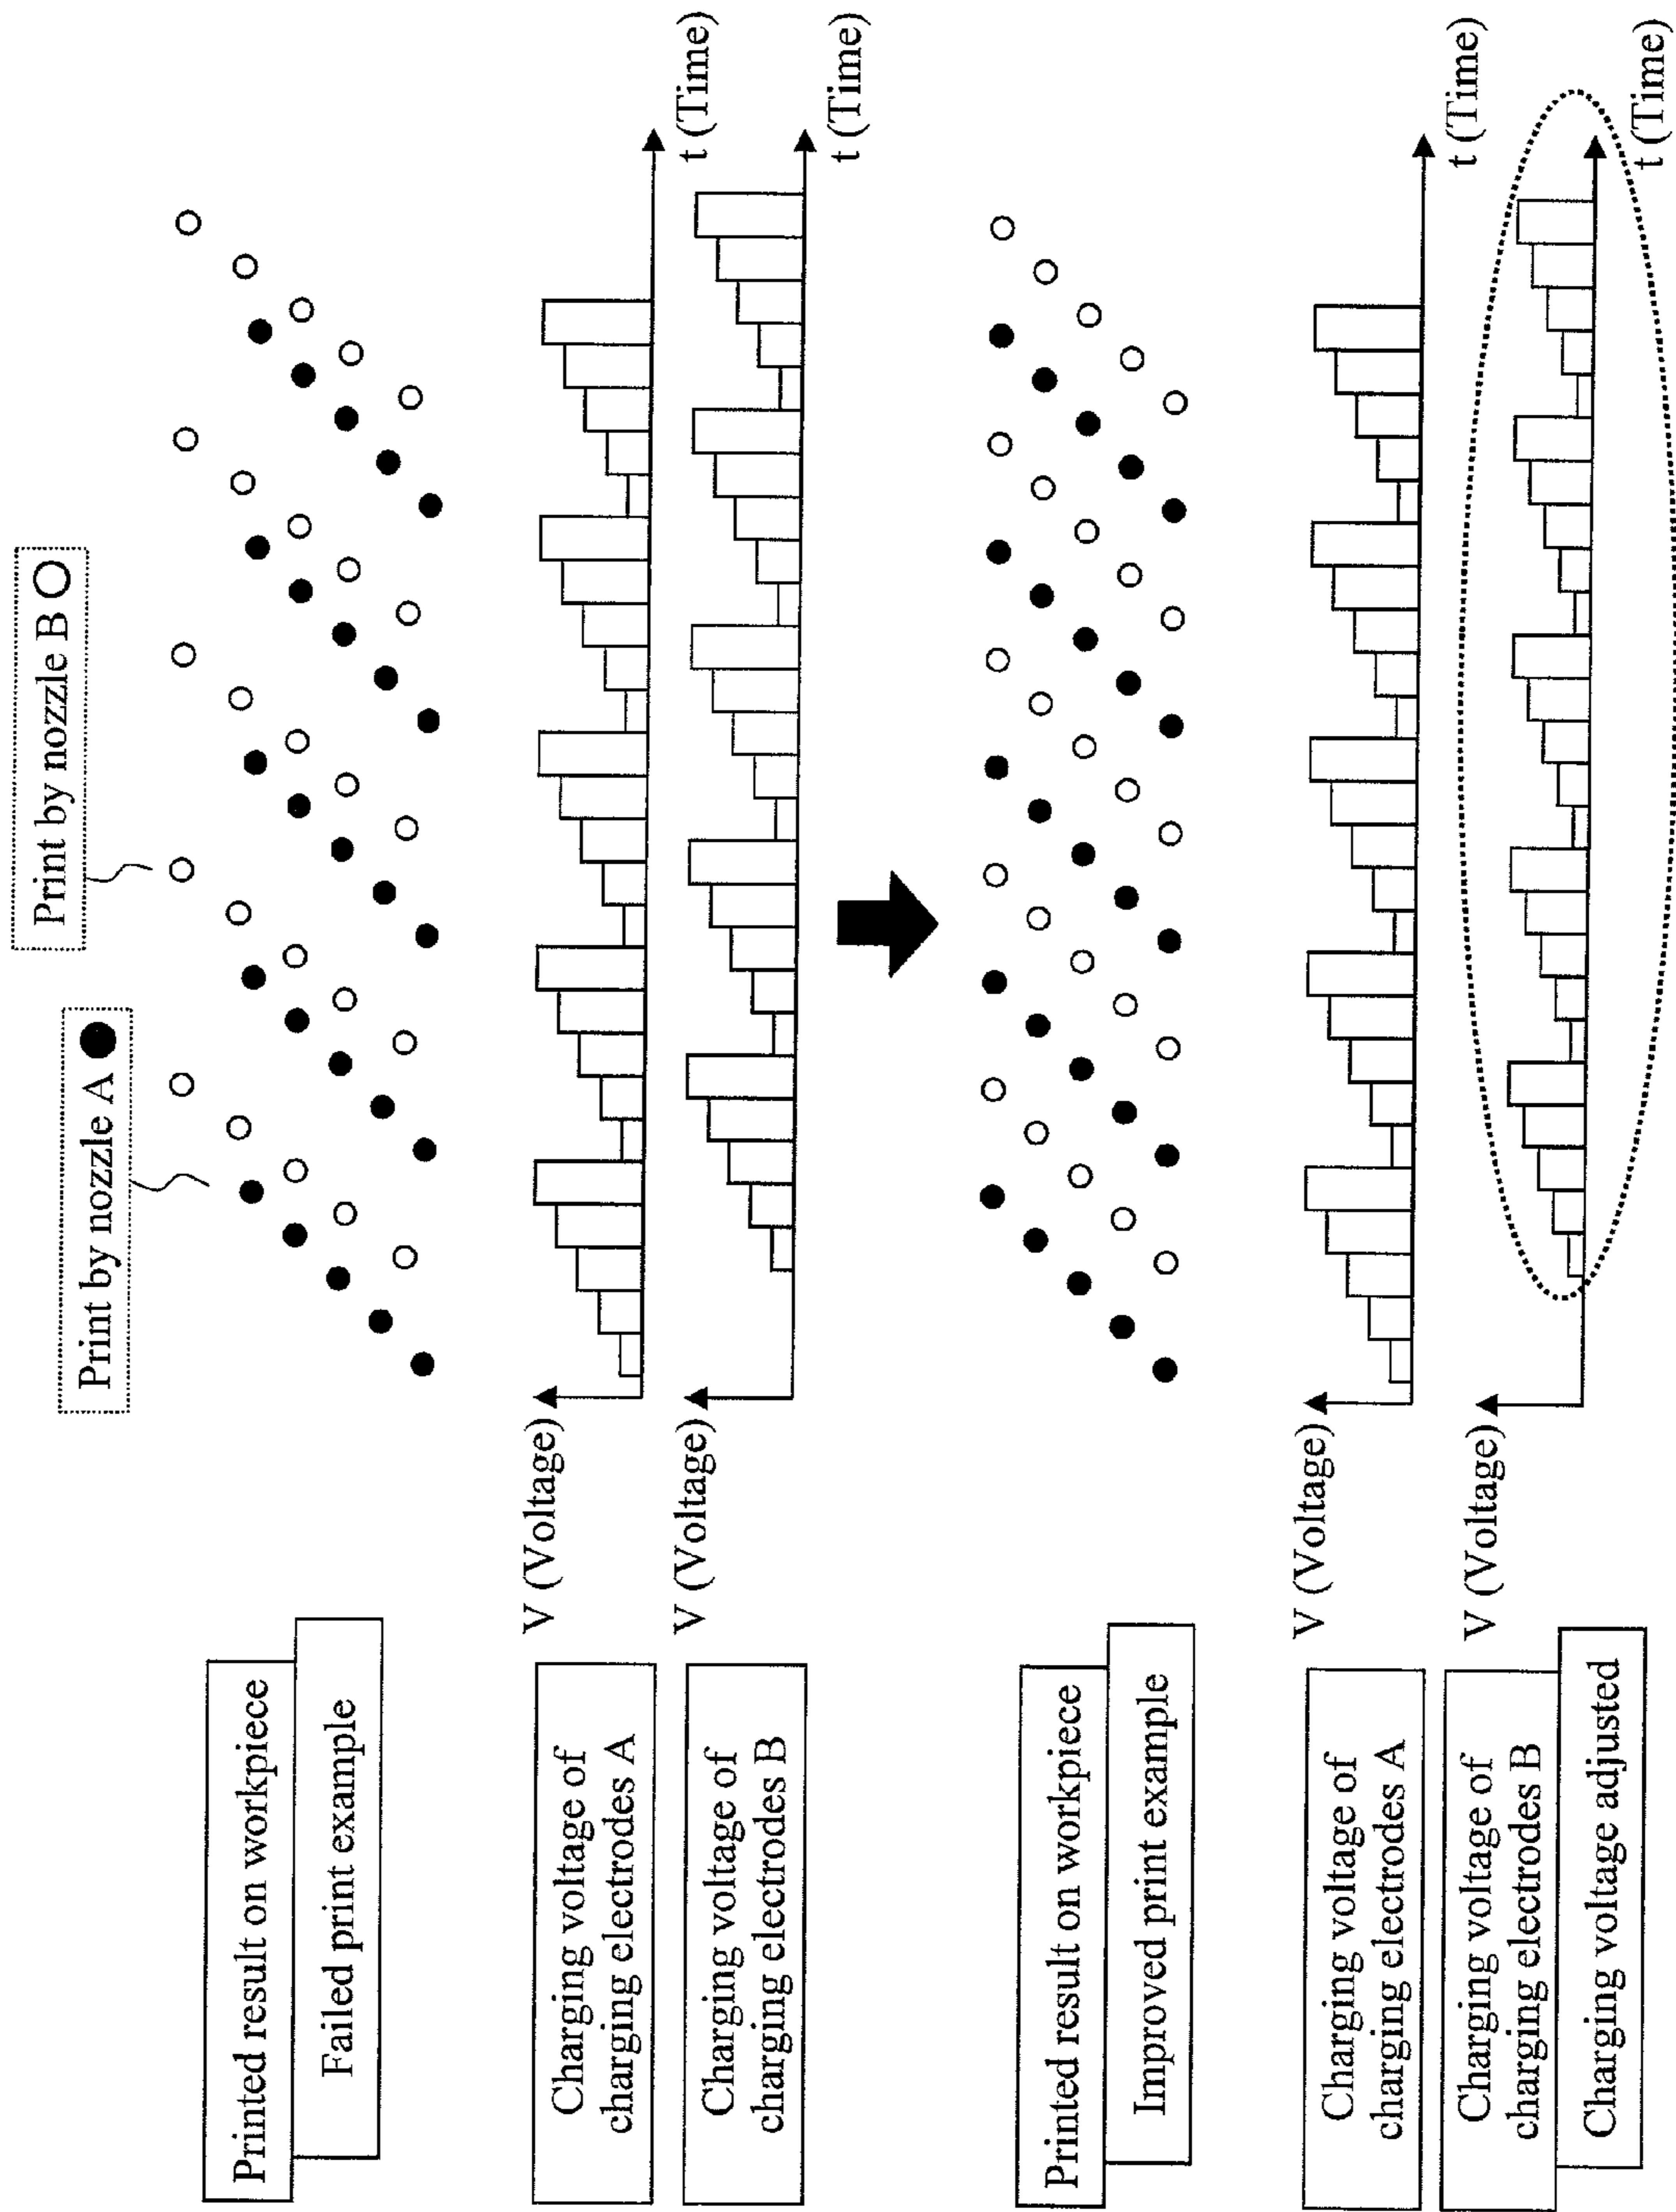 Print by nozzle A
Print by nozzle B
Printed result on workpiece
Failed print example
Charging voltage of
charging electrodes A
V (Voltage)
t (Time)
Charging voltage of
charging electrodes B
V (Voltage)
t (Time)
Printed result on workpiece
Improved print example
Charging voltage of
charging electrodes A
V (Voltage)
t (Time)
Charging voltage of
charging electrodes B
Charging voltage adjusted
V (Voltage)
t (Time)